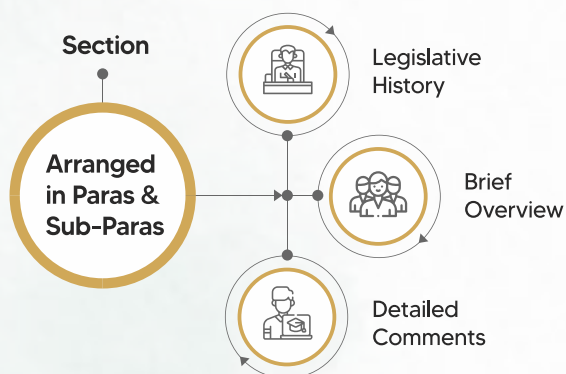 Section
Arranged
in Paras &
Sub-Paras
Legislative
History
Brief
Overview
Detailed
Comments